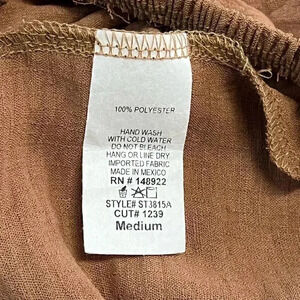 100% POLYESTER
HAND WASH
WITH COLD WATER
DO NOT BLEACH
HANG OR LINE DRY
IMPORTED FABRIC
MADE IN MEXICO
RN # 148922
STYLE# ST3815A
CUT# 1239
Medium